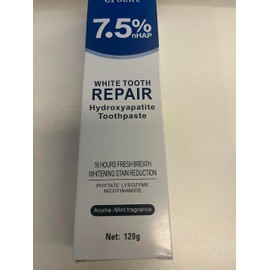 7.5%
nHAP
WHITE TOOTH
REPAIR
Hydroxyapatite
Toothpaste
16 HOURS FRESH BREATH
WHITENING STAIN REDUCTION
PHYTATE LYSOZYME
NICOTINAMIDE
Aroma: Mint fragrance
Net: 120g